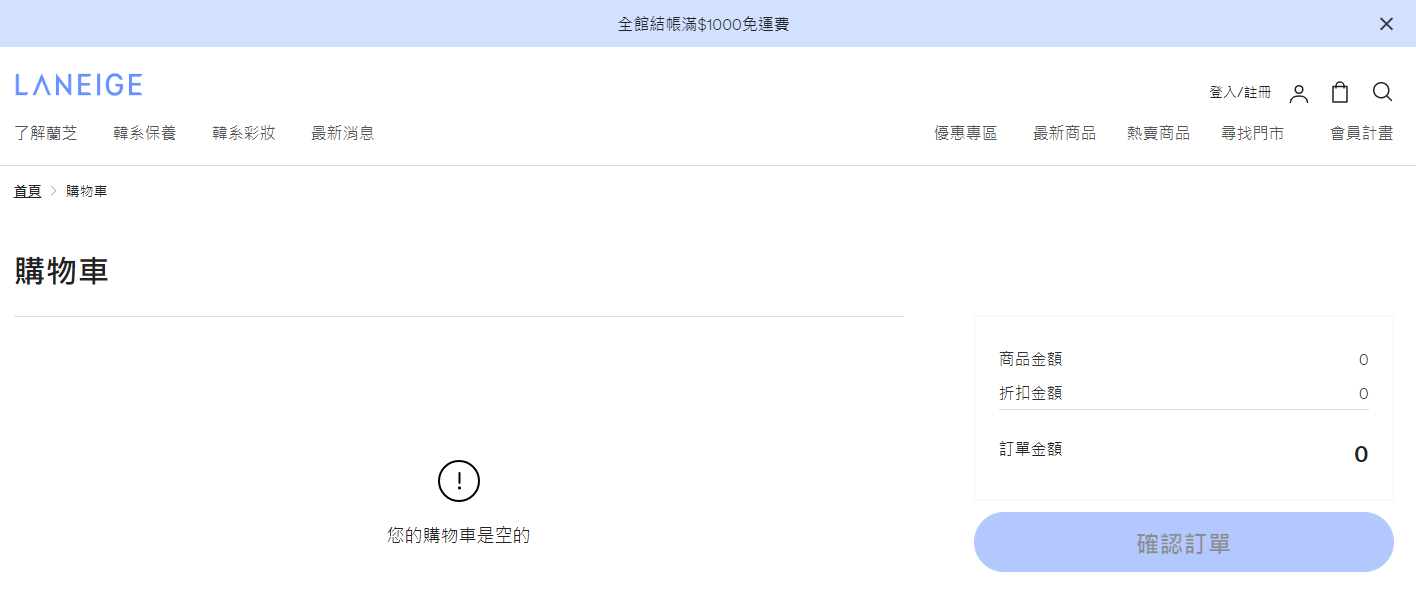 全館結帳滿$1000免運費
LANEIGE
登入/註冊
了解蘭芝 韓系保養 韓系彩妝 最新消息 優惠專區 最新商品 熱賣商品 尋找門市 會員計畫
首頁 > 購物車
購物車
商品金額 0
折扣金額 0
訂單金額 0
您的購物車是空的
確認訂單